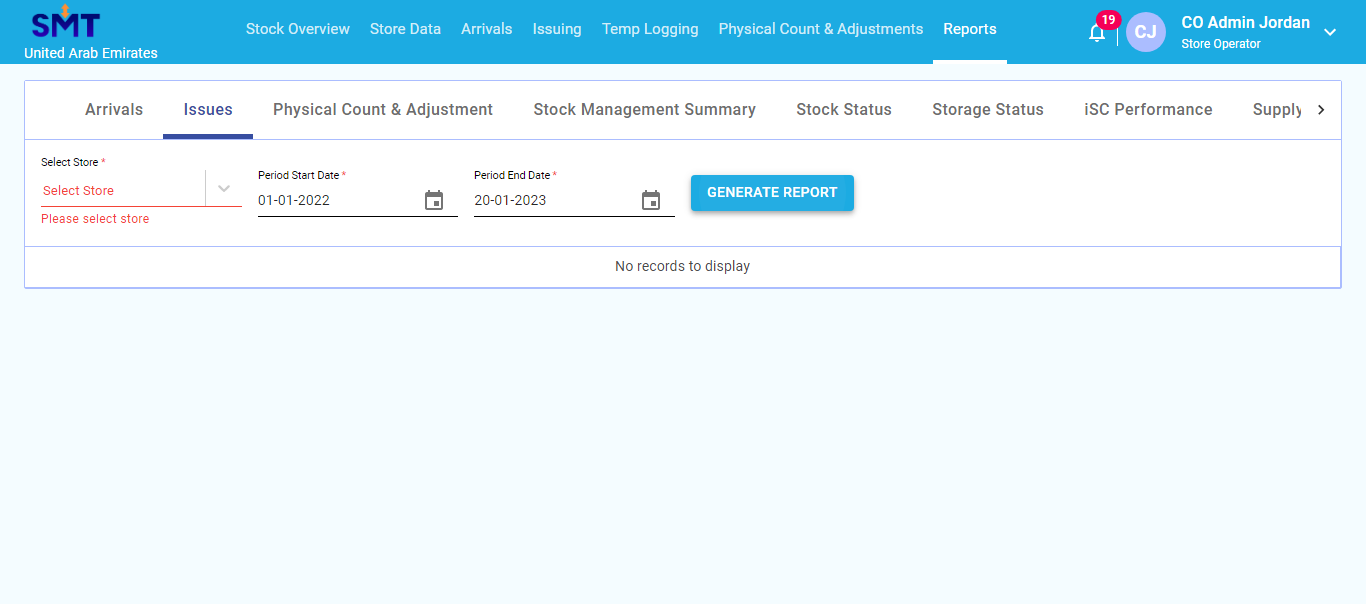 SMT
United Arab Emirates
Stock Overview Store Data Arrivals Issuing Temp Logging Physical Count & Adjustments Reports
19
CJ
CO Admin Jordan
Store Operator
Arrivals Issues Physical Count & Adjustment Stock Management Summary Stock Status Storage Status iSC Performance Supply
Select Store *
Select Store
Please select store
Period Start Date *
01-01-2022
Period End Date *
20-01-2023
GENERATE REPORT
No records to display